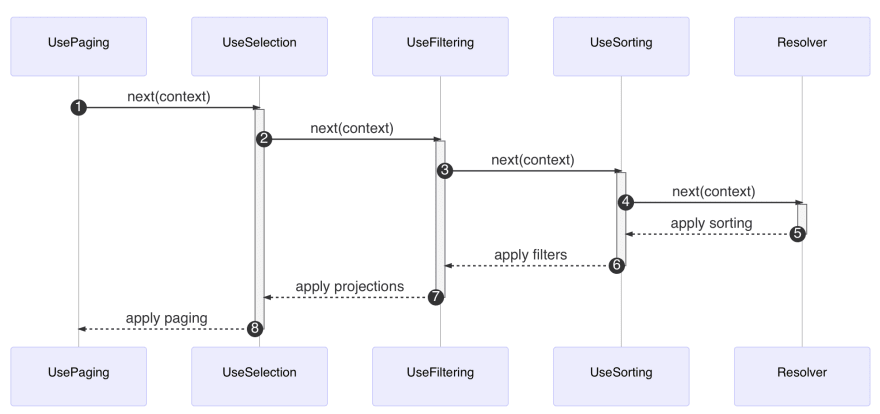 UsePaging
UseSelection
UseFiltering
UseSorting
Resolver
1
next(context)
2
next(context)
3
next(context)
4
next(context)
apply sorting
5
apply filters
6
apply projections
7
apply paging
8
UsePaging
UseSelection
UseFiltering
UseSorting
Resolver